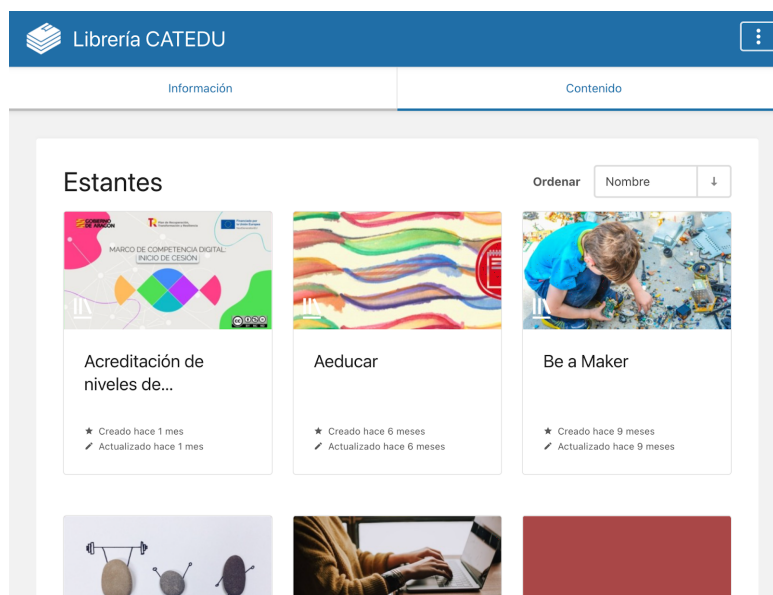 Librería CATEDU
Información
Contenido
Estantes
Ordenar
Nombre
GOBIERNO
DE ARAGON
MARCO DE COMPETENCIA DIGITAL:
INICIO DE CESIÓN
Acreditación de
niveles de...
Creado hace 1 mes
Actualizado hace 1 mes
Aeducar
Creado hace 6 meses
Actualizado hace 6 meses
Be a Maker
Creado hace 9 meses
Actualizado hace 9 meses